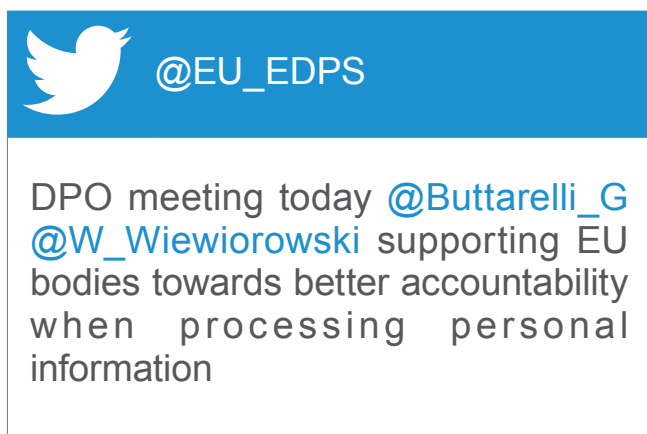 @EU_EDPS
DPO meeting today @Buttarelli_G
@W_Wiewiorowski supporting EU
bodies towards better accountability
when processing personal
information